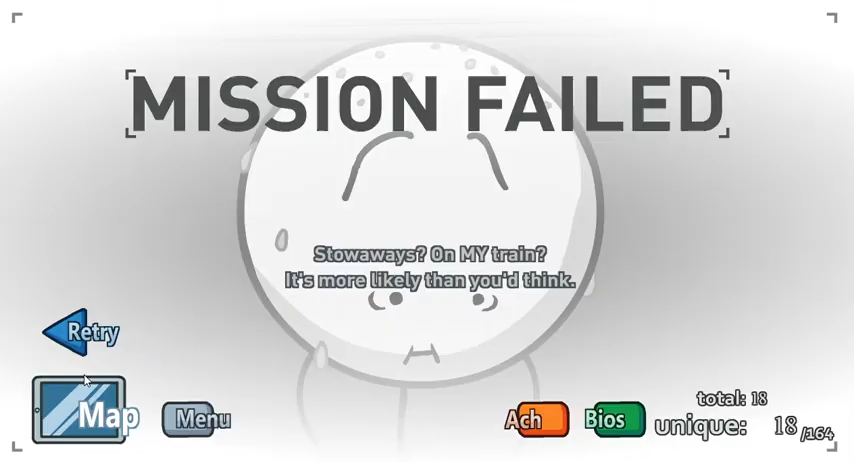 MISSION FAILED
Stowaways? On MY train?
It's more likely than you'd think.
Retry
Map
Menu
Ach
Bios
total: 18
unique: 18 /164